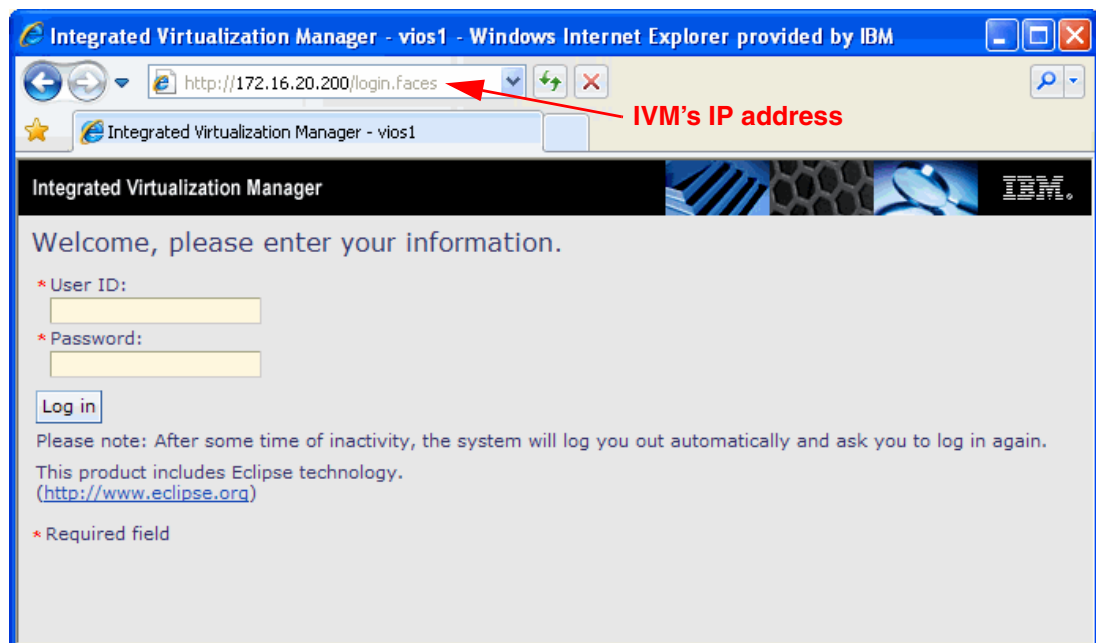 Integrated Virtualization Manager - vios1 - Windows Internet Explorer provided by IBM
http://172.16.20.200/login.faces
IVM's IP address
Integrated Virtualization Manager - vios1
Integrated Virtualization Manager
IBM.
Welcome, please enter your information.
*User ID:
*Password:
Log in
Please note: After some time of inactivity, the system will log you out automatically and ask you to log in again.
This product includes Eclipse technology.
(http://www.eclipse.org)
*Required field